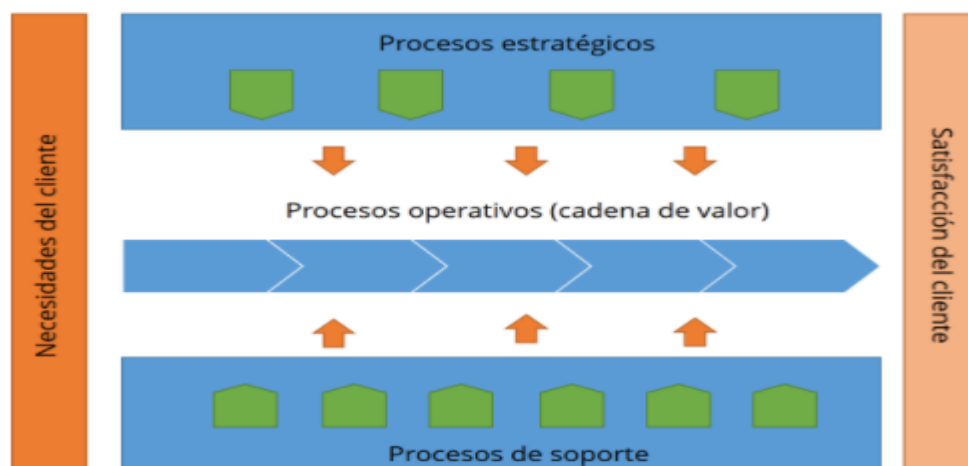 Necesidades del cliente
Procesos estratégicos
Procesos operativos (cadena de valor)
Procesos de soporte
Satisfacción del cliente